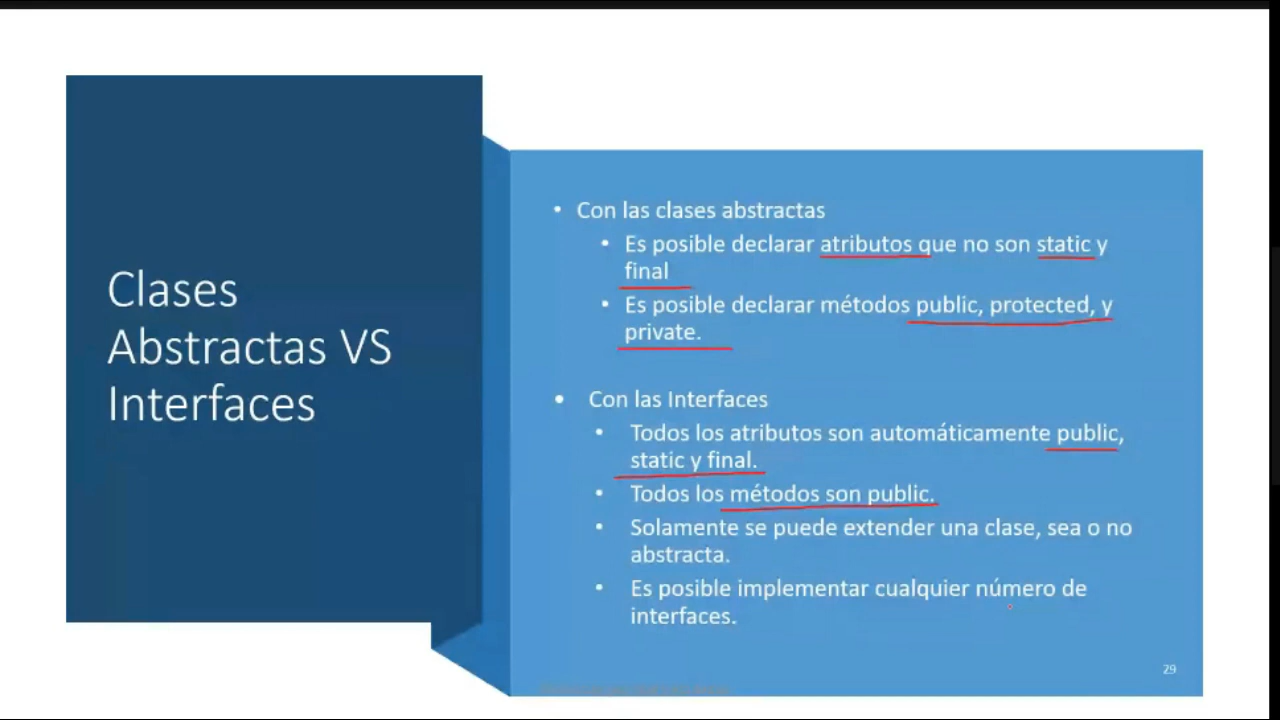 Clases
Abstractas VS
Interfaces
• Con las clases abstractas
• Es posible declarar atributos que no son static y
final
• Es posible declarar métodos public, protected, y
private.
• Con las Interfaces
• Todos los atributos son automáticamente public,
static y final.
• Todos los métodos son public.
• Solamente se puede extender una clase, sea o no
abstracta.
• Es posible implementar cualquier número de
interfaces.
29